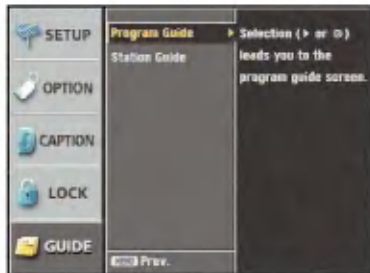 SETUP
OPTION
CAPTION
LOCK
GUIDE
Program Guide
Station Guide
MENU Prev.
Selection (▶ or ⊙)
leads you to the
program guide screen.